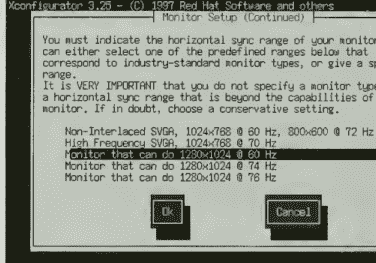 Xconfigurator 3.25 - (C) 1997 Red Hat Software and others
Monitor Setup (Continued)
You must indicate the horizontal sync range of your monitor
can either select one of the predefined ranges below that
correspond to industry-standard monitor types, or give a
range.
It is VERY IMPORTANT that you do not specify a monitor type
a horizontal sync range that is beyond the capabilities of
monitor. If in doubt, choose a conservative setting.
Non-Interlaced SVGA, 1024x768 @ 60 Hz, 800x600 @ 72 Hz
High Frequency SVGA, 1024x768 @ 70 Hz
Monitor that can do 1280x1024 @ 60 Hz
Monitor that can do 1280x1024 @ 74 Hz
Monitor that can do 1280x1024 @ 76 Hz
Ok Cancel